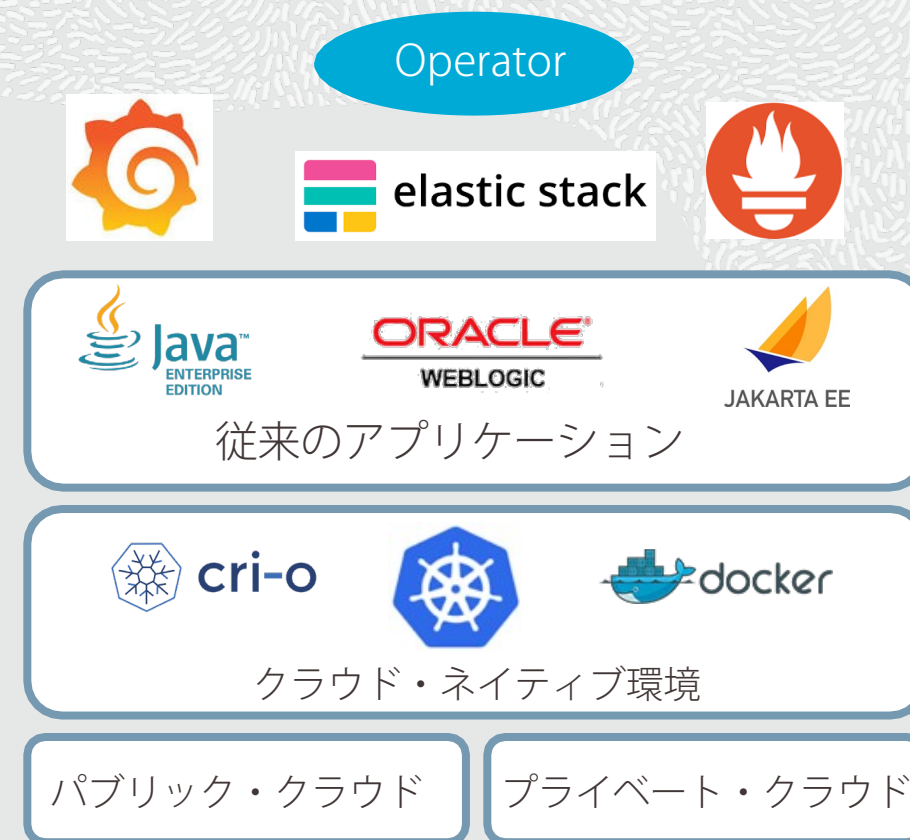 Operator
elastic stack
Java™
ENTERPRISE
EDITION
ORACLE®
WEBLOGIC
JAKARTA EE
従来のアプリケーション
cri-o
docker
クラウド・ネイティブ環境
パブリック・クラウド
プライベート・クラウド